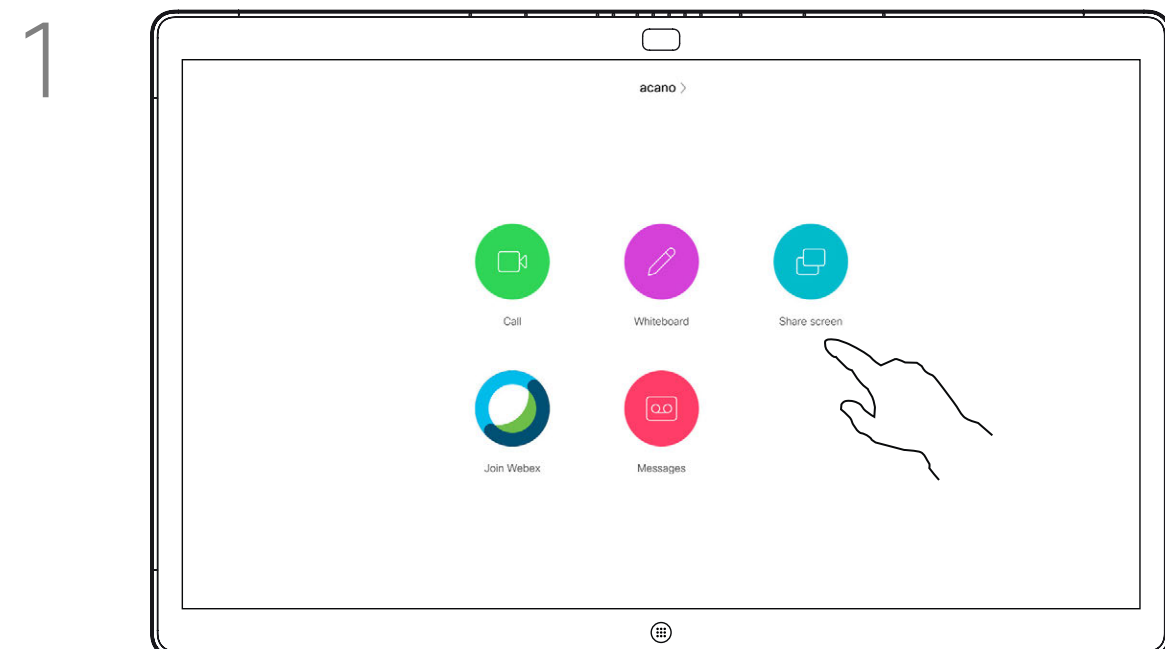 1
acano >
Call
Whiteboard
Share screen
Join Webex
Messages